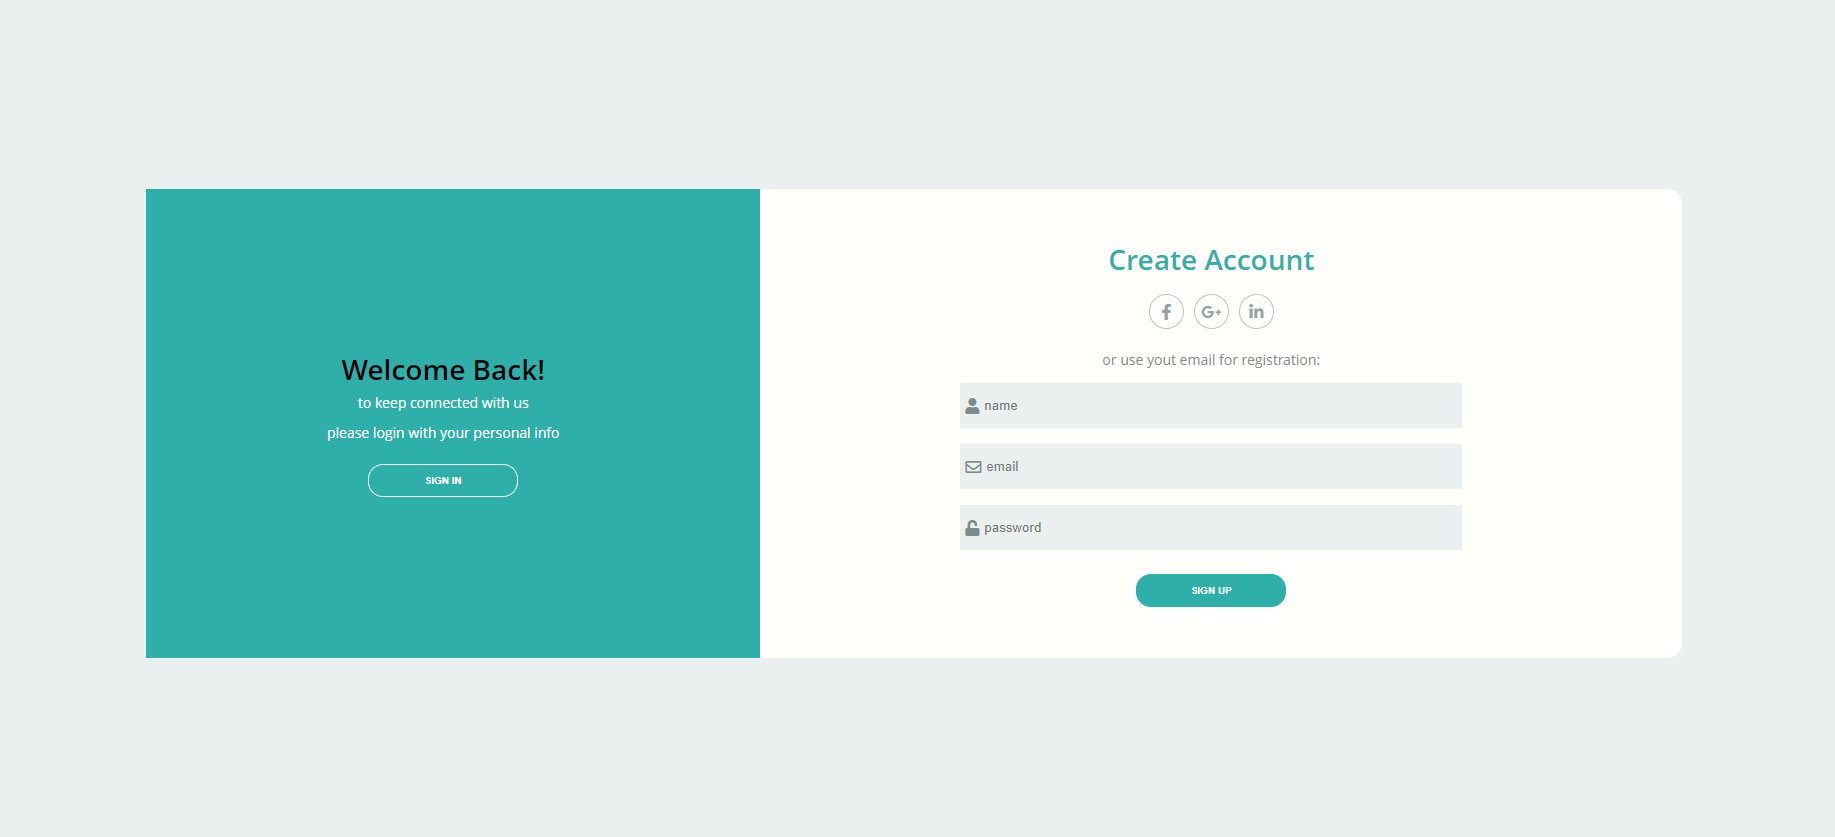 Welcome Back!
to keep connected with us
please login with your personal info
SIGN IN
Create Account
G+
in
or use yout email for registration:
name
email
password
SIGN UP